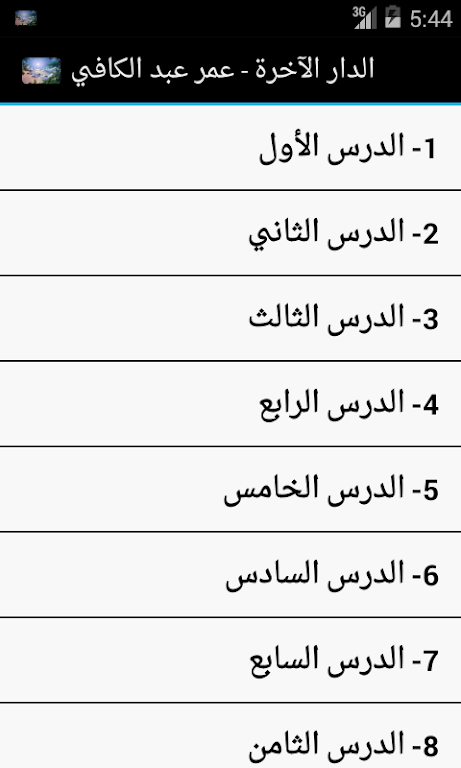 3G 5:44
الدار الآخرة - عمر عبد الكافي
1- الدرس الأول
2- الدرس الثاني
3- الدرس الثالث
4- الدرس الرابع
5- الدرس الخامس
6- الدرس السادس
7- الدرس السابع
8- الدرس الثامن